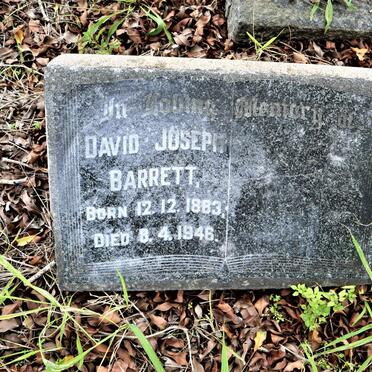 In Loving Memory of
DAVID JOSEPH
BARRETT,
BORN 12.12.1883,
DIED 8.4.1946.